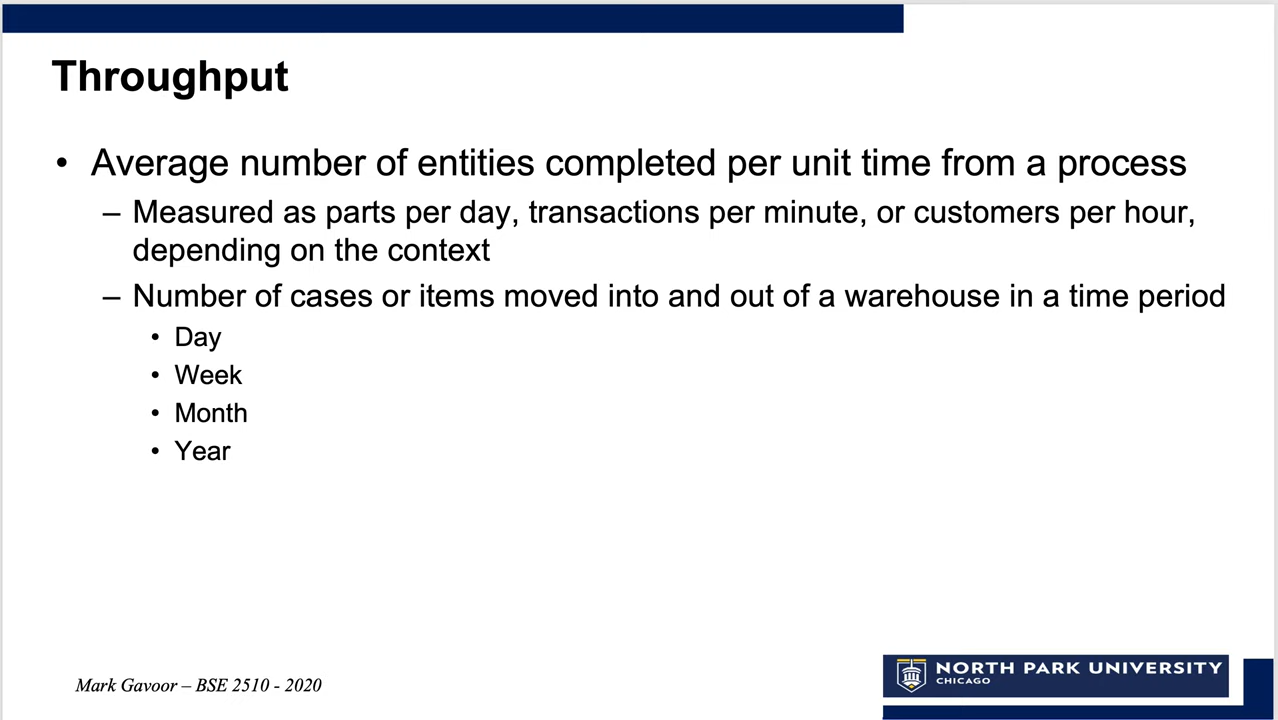 Throughput
• Average number of entities completed per unit time from a process
– Measured as parts per day, transactions per minute, or customers per hour,
depending on the context
– Number of cases or items moved into and out of a warehouse in a time period
• Day
• Week
• Month
• Year
Mark Gavoor – BSE 2510 - 2020
NORTH PARK UNIVERSITY
CHICAGO